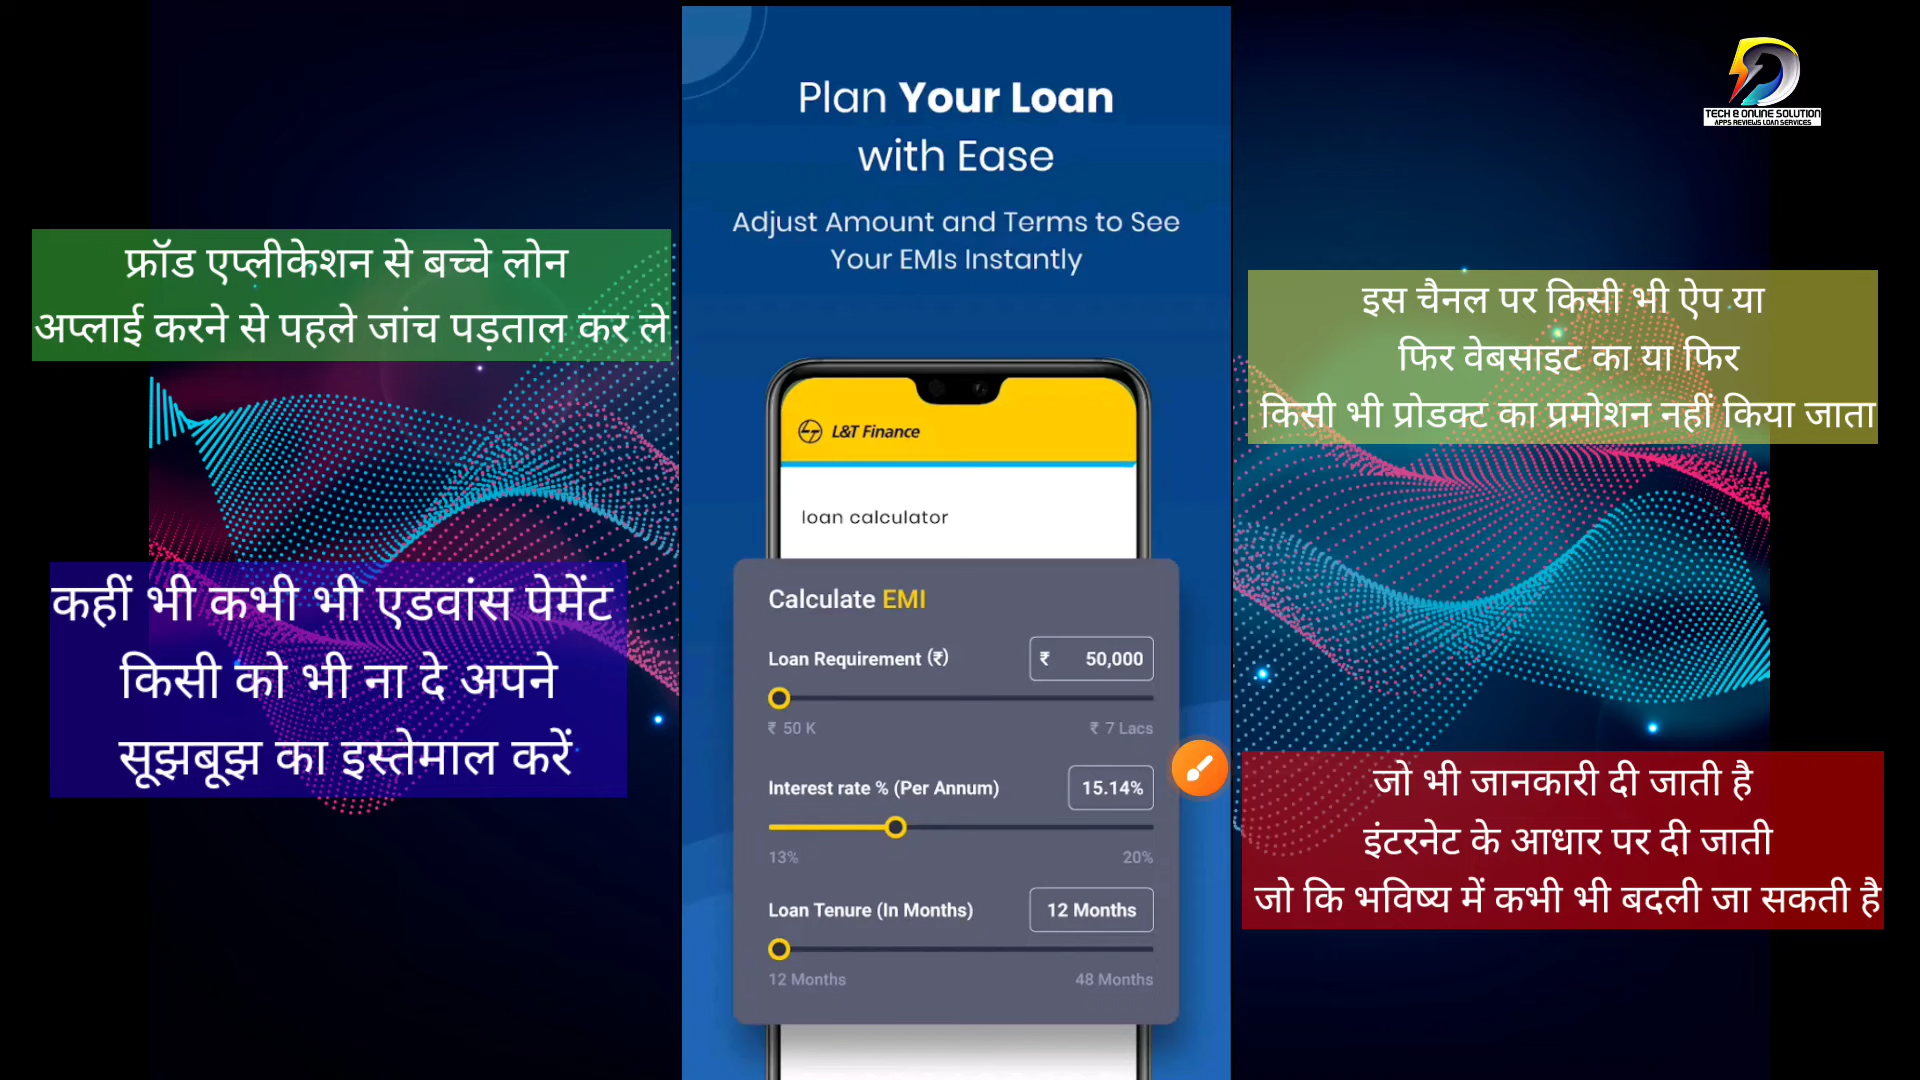 TECH & ONLINE SOLUTION
APPS REVIEWS LOAN SERVICES
फ्रॉड एप्लीकेशन से बच्चे लोन
अप्लाई करने से पहले जांच पड़ताल कर ले
कहीं भी कभी भी एडवांस पेमेंट
किसी को भी ना दे अपने
सूझबूझ का इस्तेमाल करें
Plan Your Loan
with Ease
Adjust Amount and Terms to See
Your EMIs Instantly
L&T Finance
loan calculator
Calculate EMI
Loan Requirement (₹) ₹ 50,000
₹ 50 K ₹ 7 Lacs
Interest rate % (Per Annum) 15.14%
13% 20%
Loan Tenure (In Months) 12 Months
12 Months 48 Months
इस चैनल पर किसी भी ऐप या
फिर वेबसाइट का या फिर
किसी भी प्रोडक्ट का प्रमोशन नहीं किया जाता
जो भी जानकारी दी जाती है
इंटरनेट के आधार पर दी जाती
जो कि भविष्य में कभी भी बदली जा सकती है